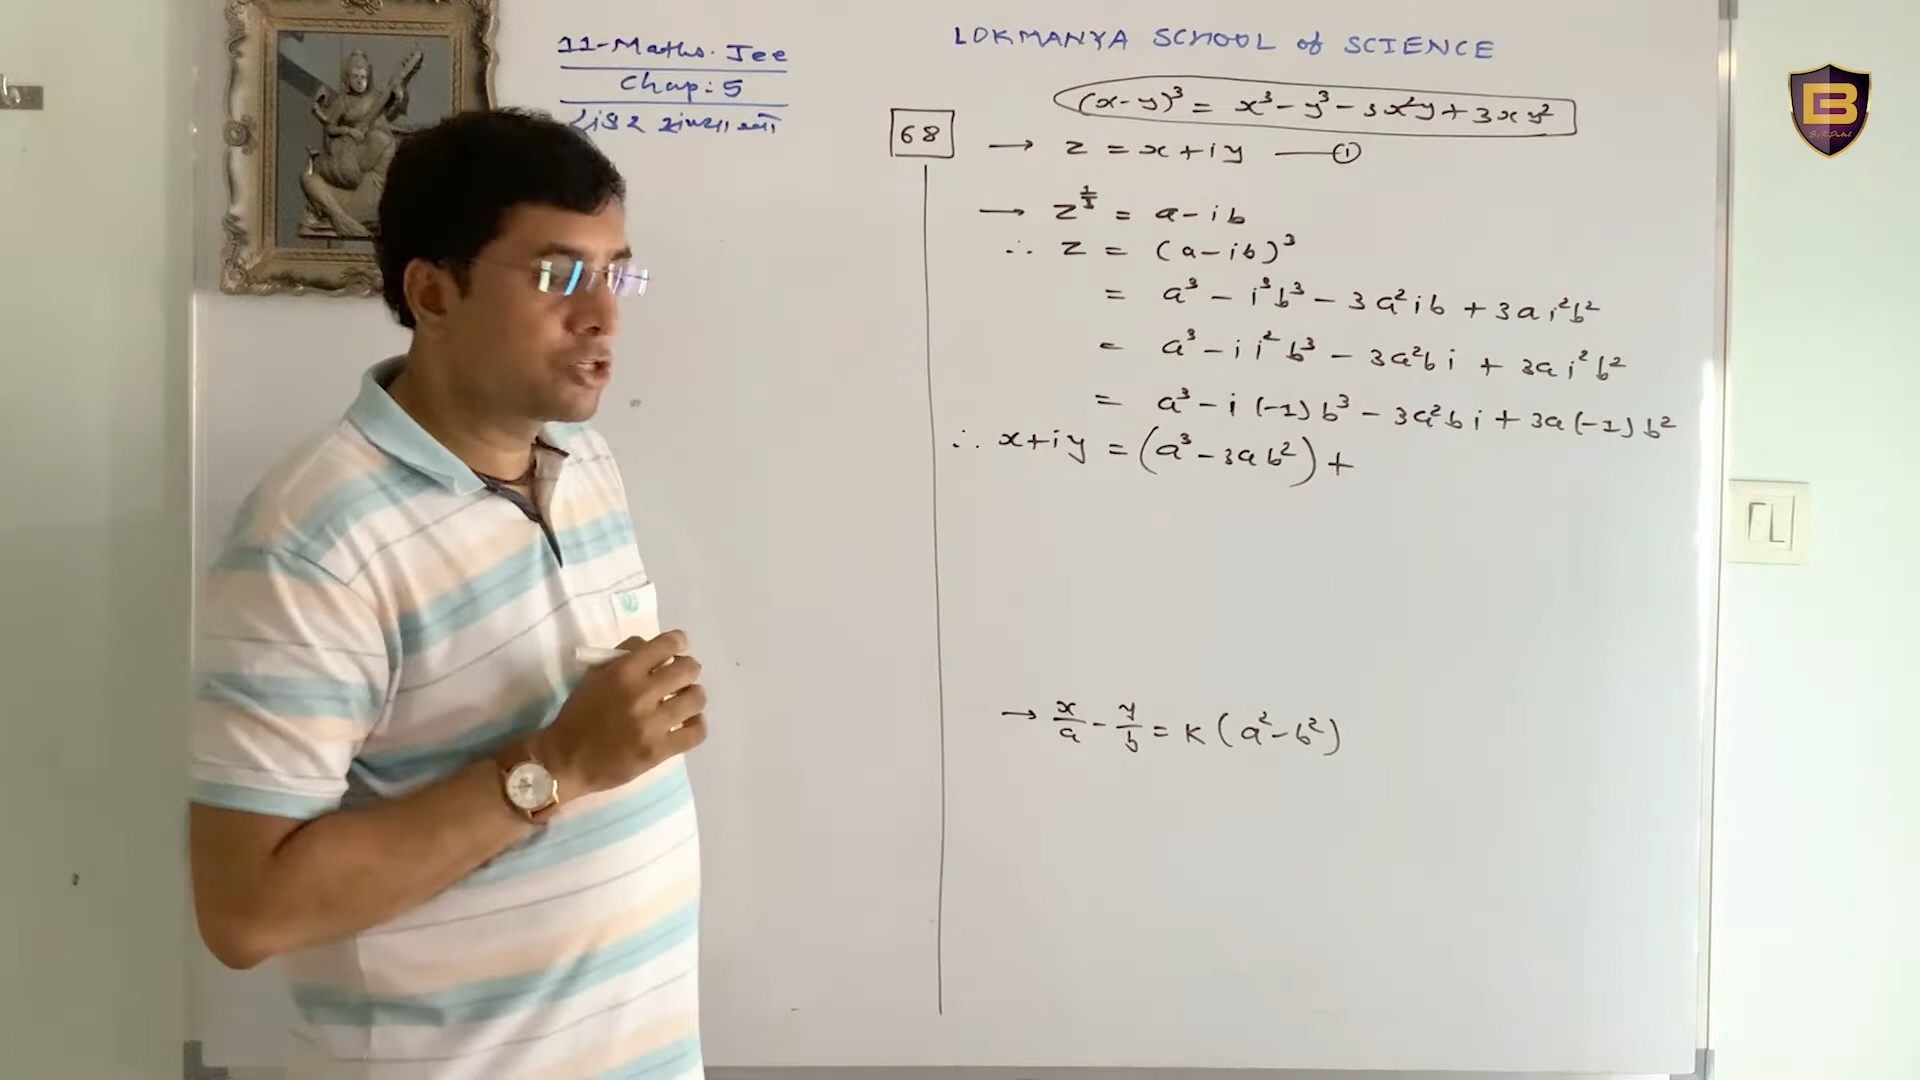 11-Maths. Jee
Chap: 5
સંકર સંખ્યાઓ
LOKMANYA SCHOOL of SCIENCE
(x-y)³ = x³ - y³ - 3x²y + 3xy²
68
→ z = x+iy —— ①
→ z^(1/3) = a-ib
∴ z = (a-ib)³
= a³ - i³b³ - 3a²ib + 3ai²b²
= a³ - i i² b³ - 3a²bi + 3ai²b²
= a³ - i(-1)b³ - 3a²bi + 3a(-1)b²
∴ x+iy = (a³ - 3ab²) +
→ x/a - y/b = K(a²-b²)
B